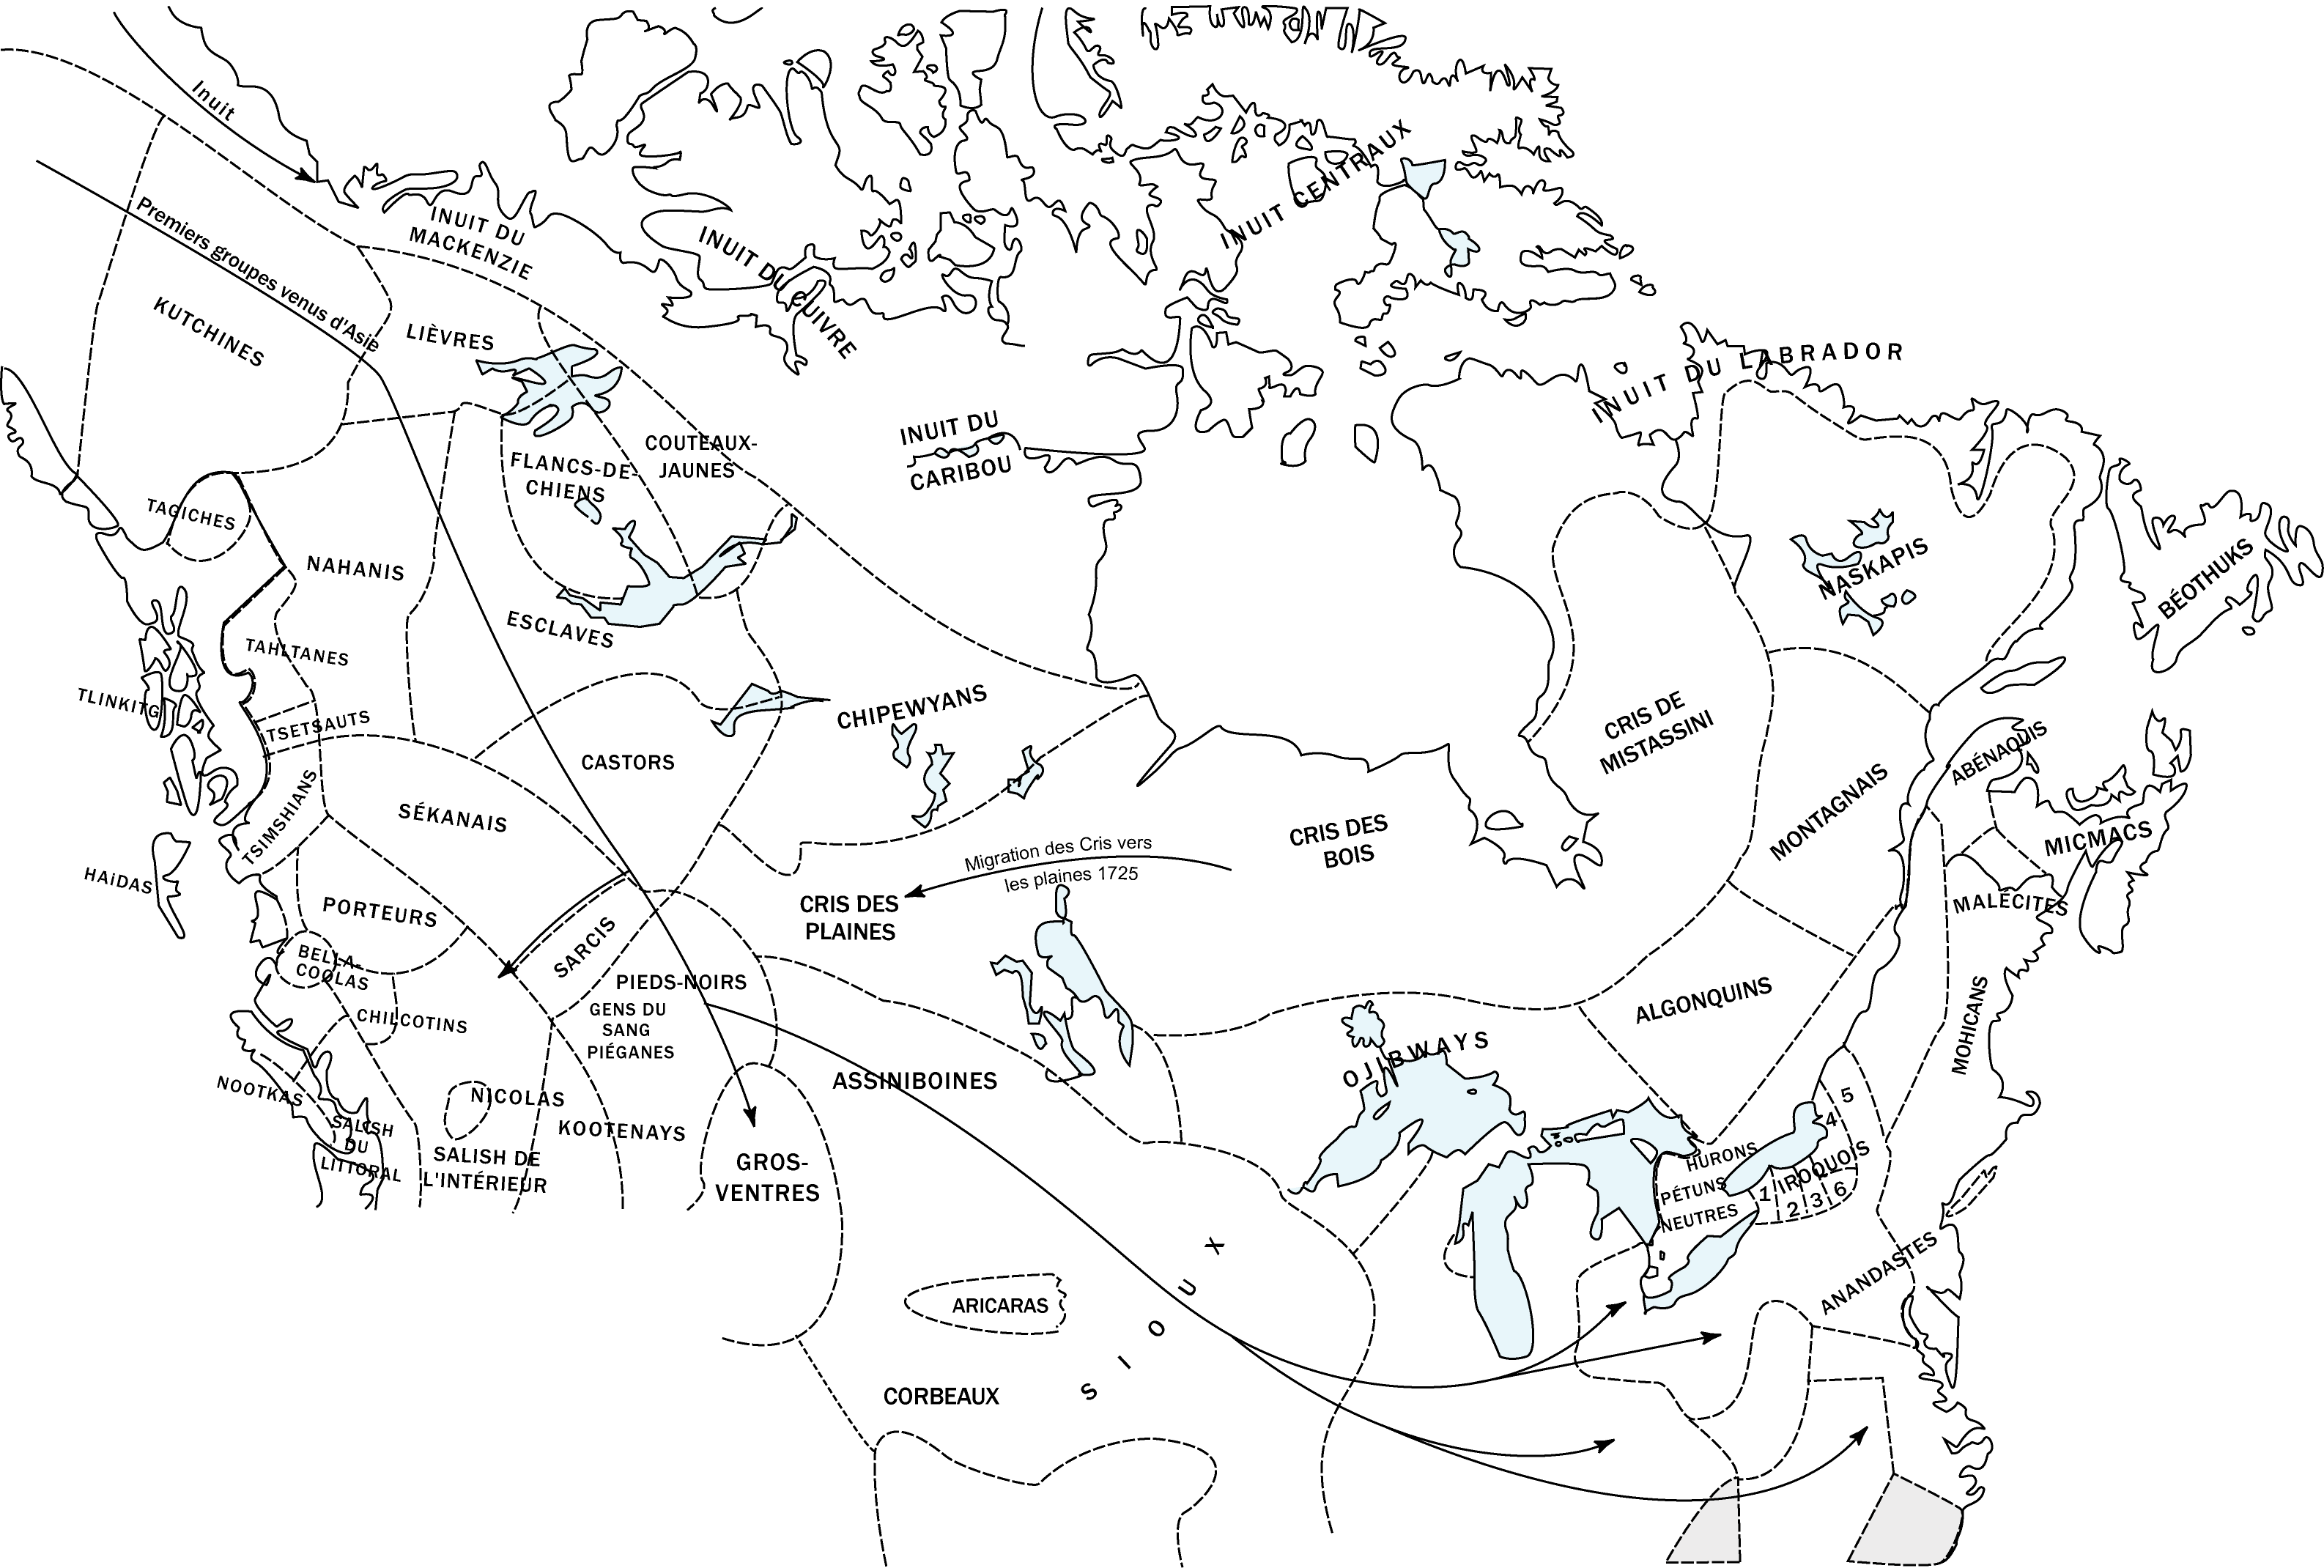 Inuit
Premiers groupes venus d'Asie
INUIT DU
MACKENZIE
INUIT DU CUIVRE
INUIT CENTRAUX
INUIT DU LABRADOR
KUTCHINES
LIÈVRES
COUTEAUX-
JAUNES
FLANCS-DE-
CHIENS
INUIT DU
CARIBOU
TAGICHES
NAHANIS
ESCLAVES
NASKAPIS
BÉOTHUKS
TAHLTANES
TLINKITG
TSETSAUTS
CHIPEWYANS
CASTORS
CRIS DE
MISTASSINI
ABÉNAQUIS
TSIMSHIANS
SÉKANAIS
MONTAGNAIS
MICMACS
CRIS DES
BOIS
Migration des Cris vers
les plaines 1725
HAiDAS
PORTEURS
CRIS DES
PLAINES
MALÉCITES
SARCIS
BELLA-
COOLAS
PIEDS-NOIRS
GENS DU
SANG
PIÉGANES
CHILCOTINS
ALGONQUINS
MOHICANS
OJIBWAYS
ASSINIBOINES
NOOTKAS
NICOLAS
SALISH
DU
LITTORAL
KOOTENAYS
SALISH DE
L'INTÉRIEUR
GROS-
VENTRES
HURONS
PÉTUNS
NEUTRES
IROQUOIS
5
4
1
2
3
6
ANANDASTES
SIOUX
ARICARAS
CORBEAUX